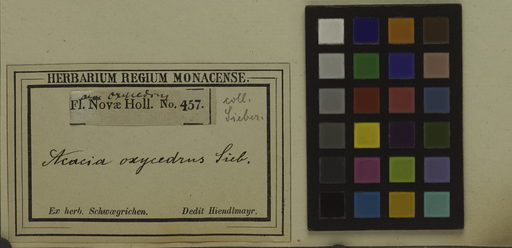 HERBARIUM REGIUM MONACENSE.
oxycedrus
Fl. Novæ Holl. No. 457.
coll.
Sieber.
Acacia oxycedrus Sieb.
Ex herb. Schwægrichen. Dedit Hiendlmayr.